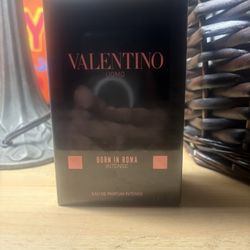 VALENTINO
UOMO
BORN IN ROMA
INTENSE
EAU DE PARFUM INTENSE